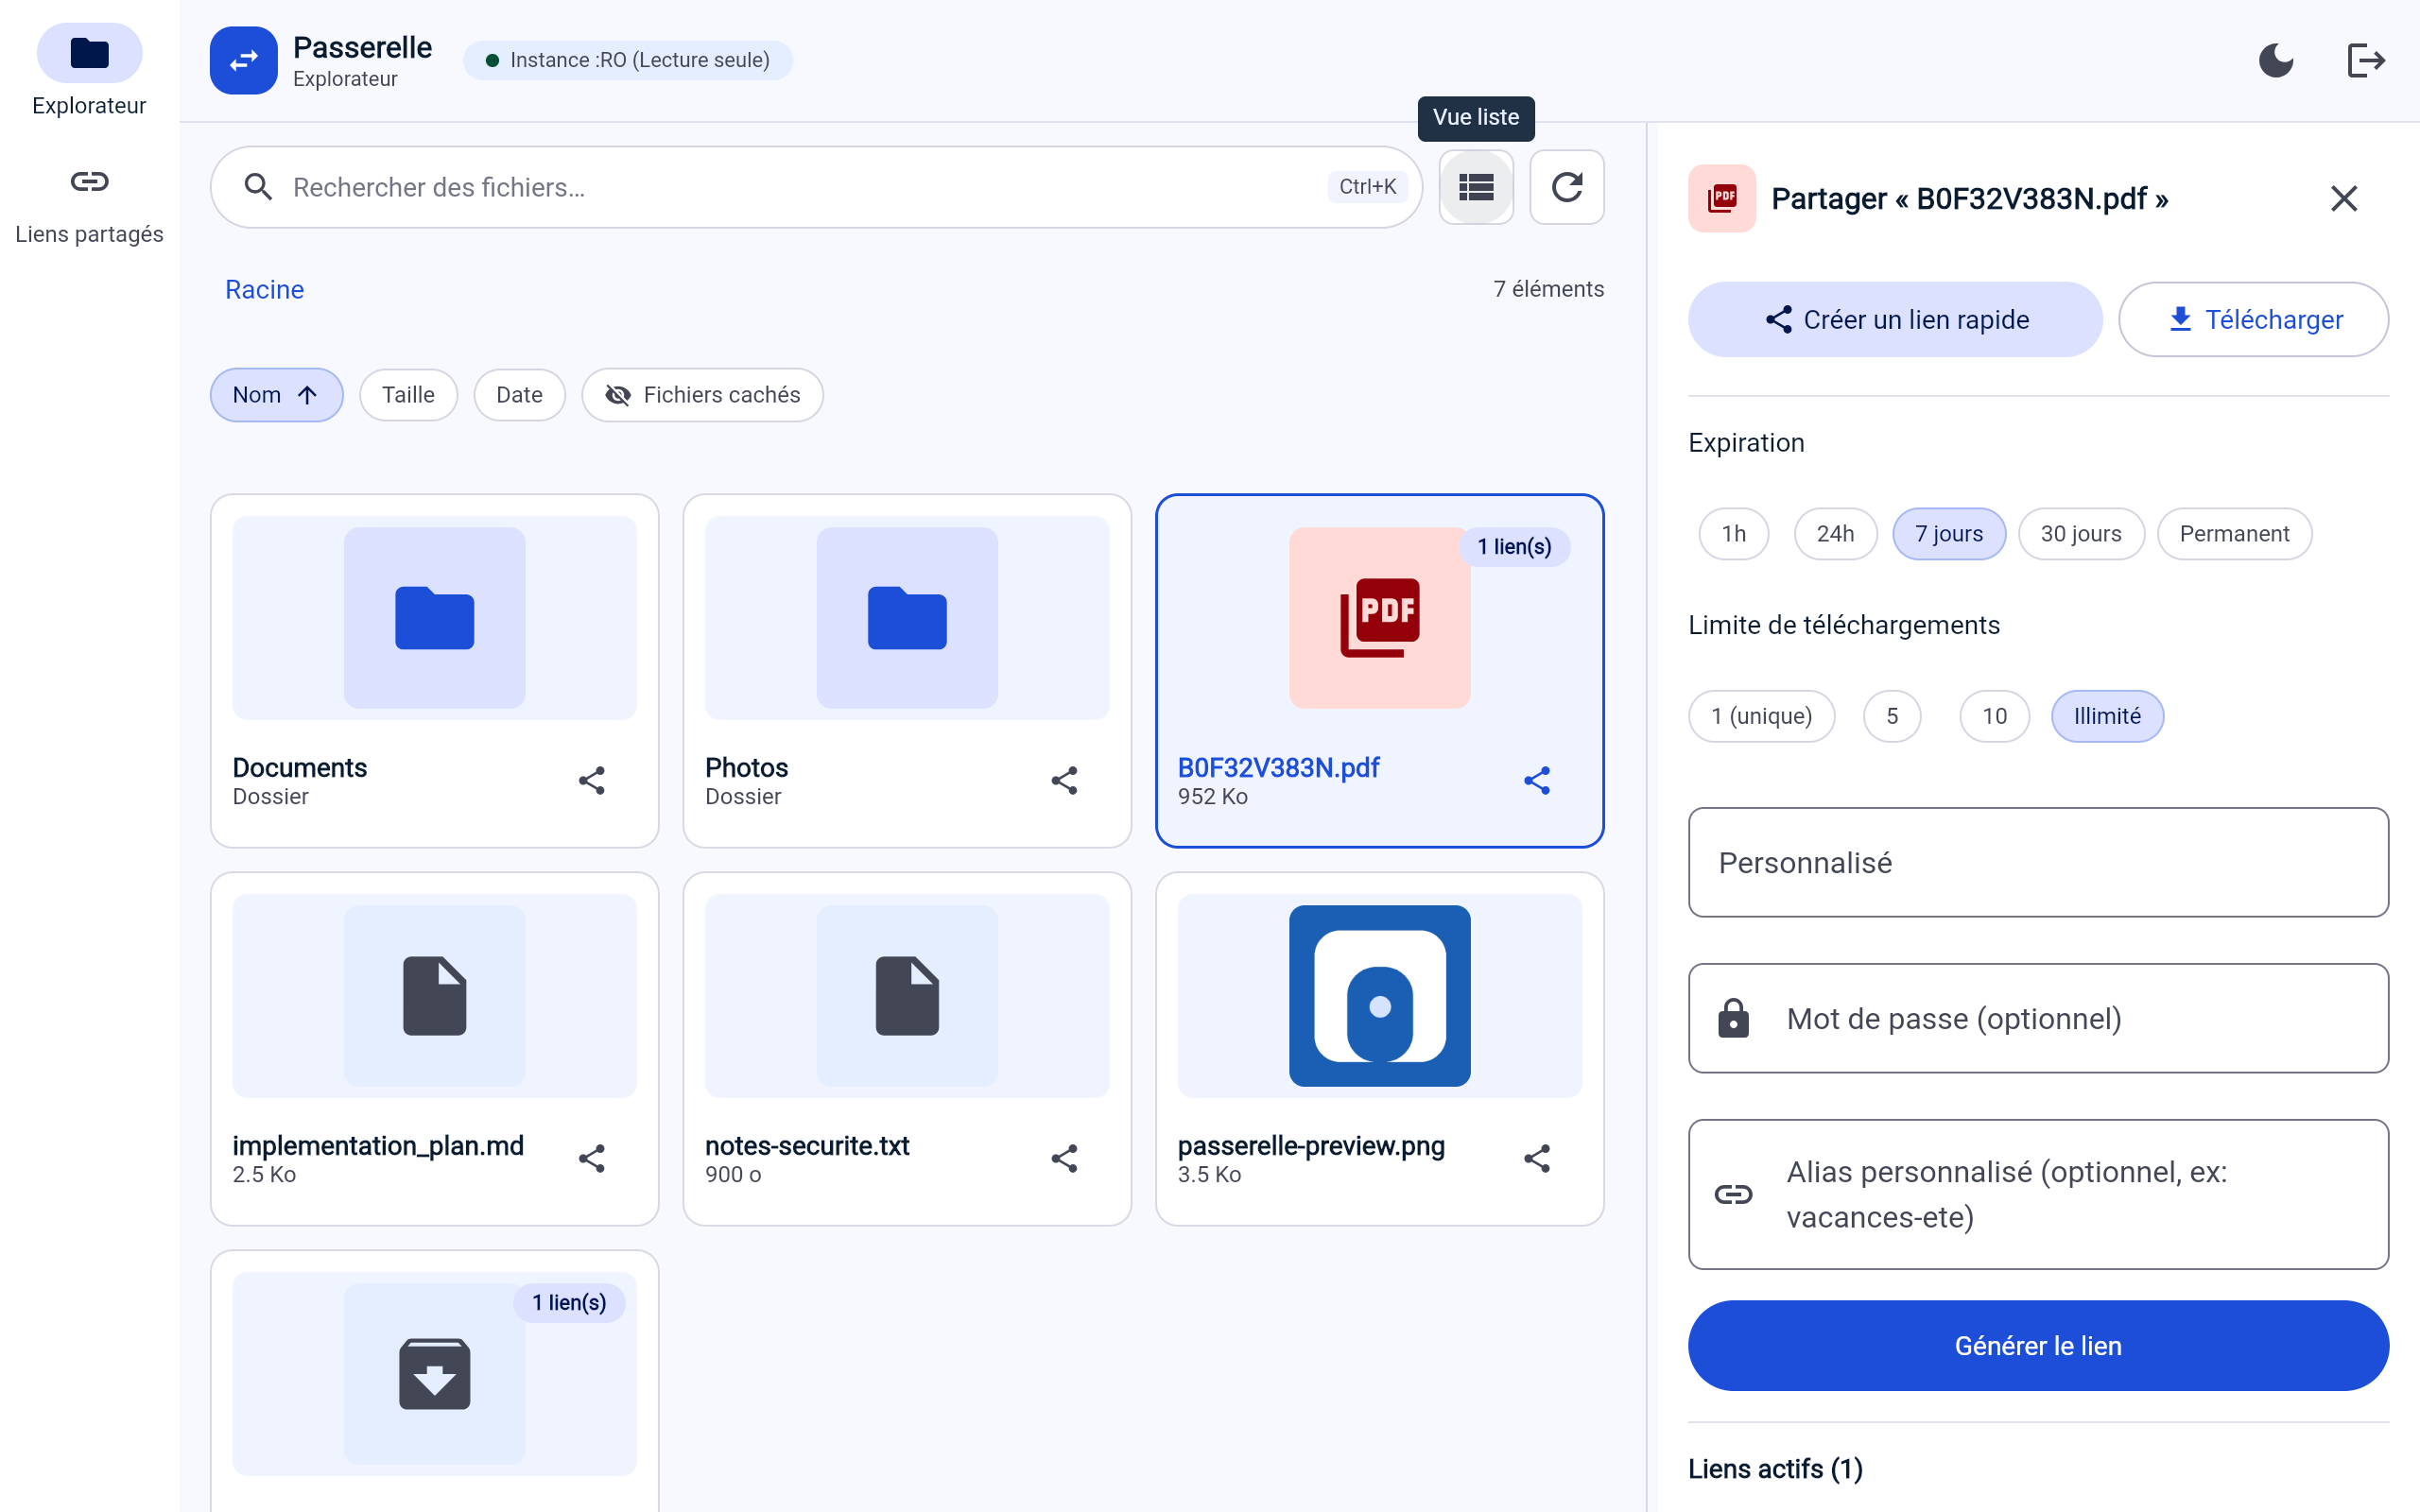 Explorateur
Liens partagés
Passerelle
Explorateur
Instance :RO (Lecture seule)
Vue liste
Rechercher des fichiers...
Ctrl+K
Racine
7 éléments
Nom
Taille
Date
Fichiers cachés
Documents
Dossier
Photos
Dossier
1 lien(s)
PDF
B0F32V383N.pdf
952 Ko
implementation_plan.md
2.5 Ko
notes-securite.txt
900 o
passerelle-preview.png
3.5 Ko
1 lien(s)
PDF
Partager « B0F32V383N.pdf »
Créer un lien rapide
Télécharger
Expiration
1h
24h
7 jours
30 jours
Permanent
Limite de téléchargements
1 (unique)
5
10
Illimité
Personnalisé
Mot de passe (optionnel)
Alias personnalisé (optionnel, ex:
vacances-ete)
Générer le lien
Liens actifs (1)